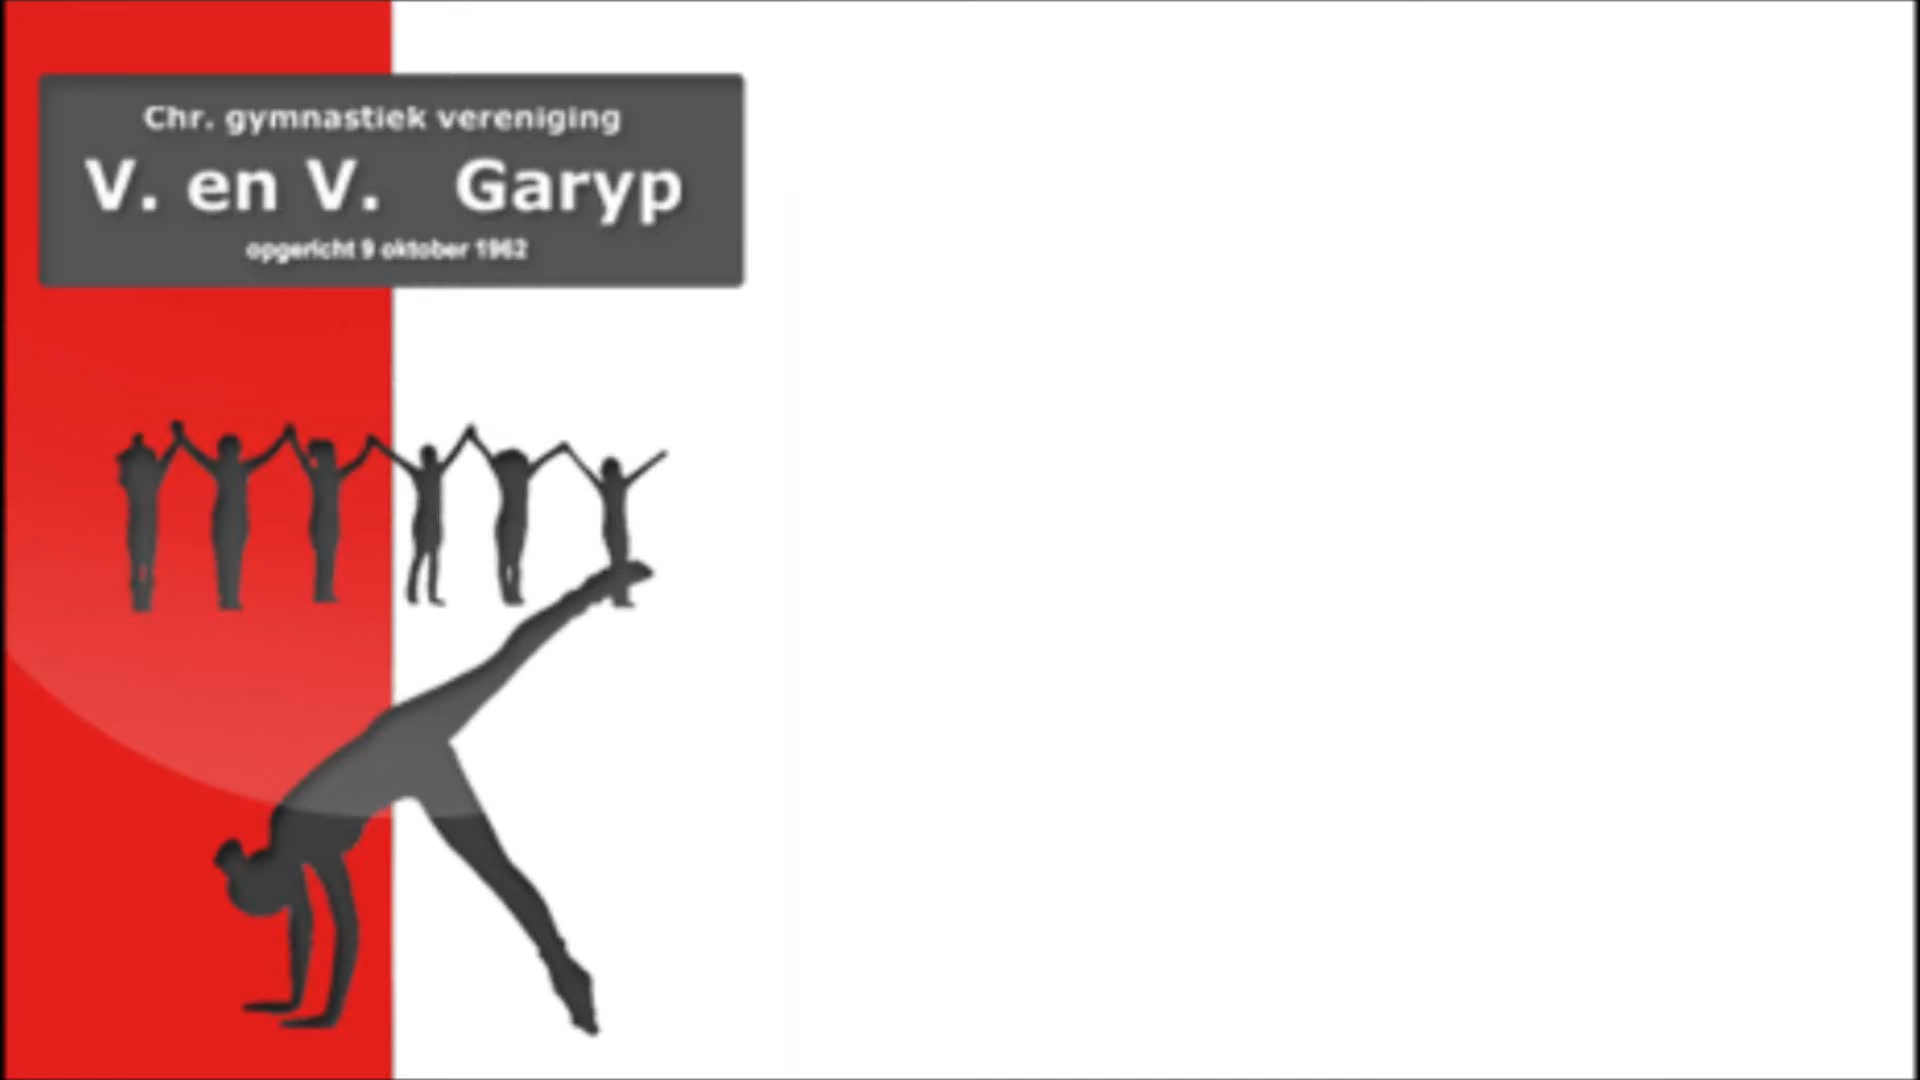 Chr. gymnastiek vereniging
V. en V. Garyp
opgericht 9 oktober 1962